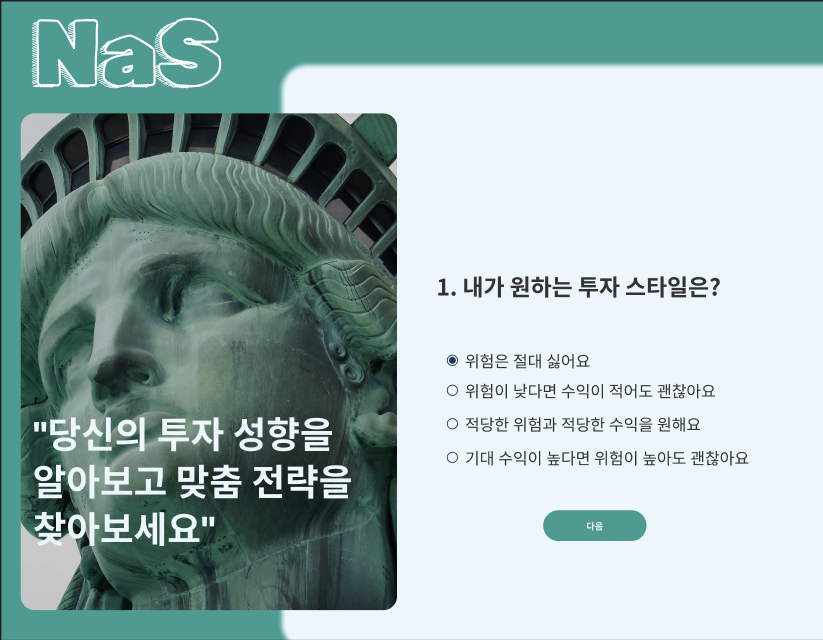 NaS
"당신의 투자 성향을
알아보고 맞춤 전략을
찾아보세요"
1. 내가 원하는 투자 스타일은?
위험은 절대 싫어요
위험이 낮다면 수익이 적어도 괜찮아요
적당한 위험과 적당한 수익을 원해요
기대 수익이 높다면 위험이 높아도 괜찮아요
다음